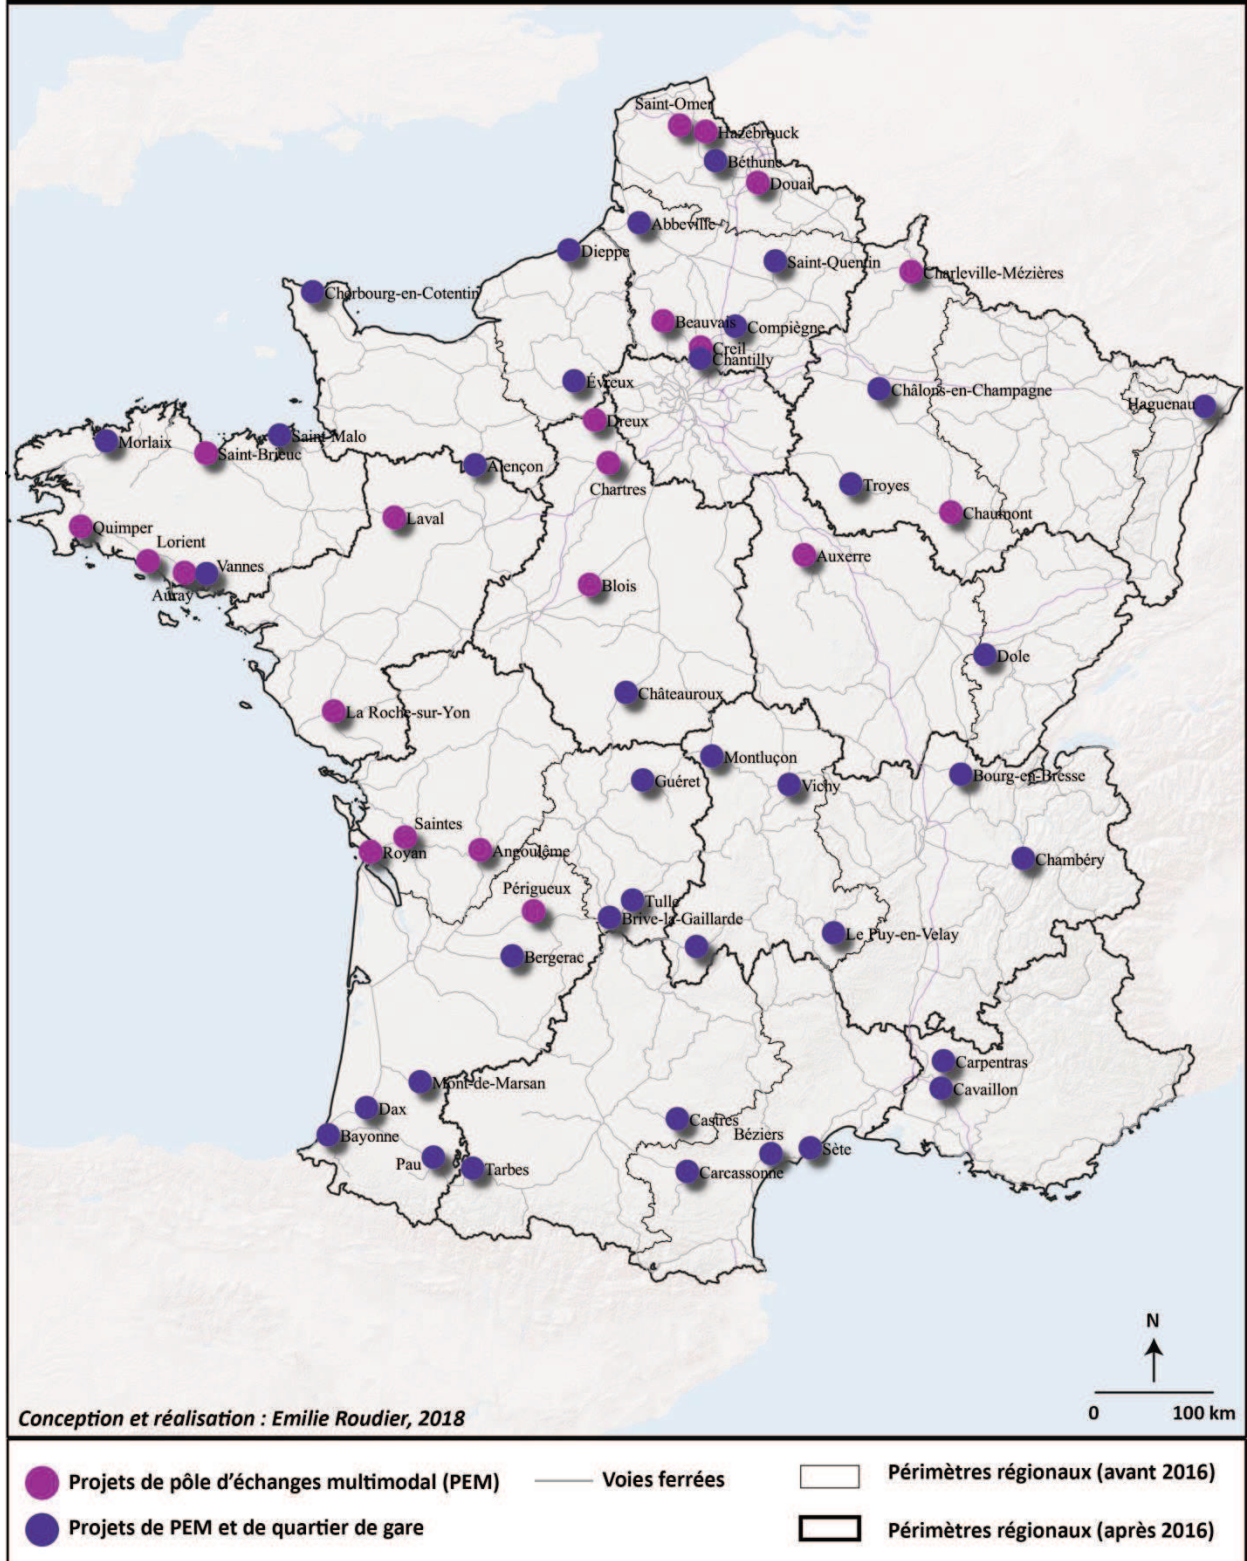 Saint-Omer
Hazebrouck
Béthune
Douai
Abbeville
Dieppe
Saint-Quentin
Charleville-Mézières
Cherbourg-en-Cotentin
Beauvais
Compiègne
Creil
Chantilly
Évreux
Châlons-en-Champagne
Haguenau
Dreux
Morlaix
Saint-Malo
Saint-Brieuc
Alençon
Chartres
Troyes
Chaumont
Laval
Quimper
Lorient
Auxerre
Vannes
Auray
Blois
Dole
Châteauroux
La Roche-sur-Yon
Montluçon
Guéret
Vichy
Bourg-en-Bresse
Saintes
Royan
Angoulême
Chambéry
Périgueux
Tulle
Brive-la-Gaillarde
Le Puy-en-Velay
Bergerac
Carpentras
Mont-de-Marsan
Cavaillon
Dax
Castres
Bayonne
Béziers
Sète
Pau
Tarbes
Carcassonne
N
0 100 km
Conception et réalisation : Emilie Roudier, 2018
Projets de pôle d'échanges multimodal (PEM)
Voies ferrées
Périmètres régionaux (avant 2016)
Projets de PEM et de quartier de gare
Périmètres régionaux (après 2016)